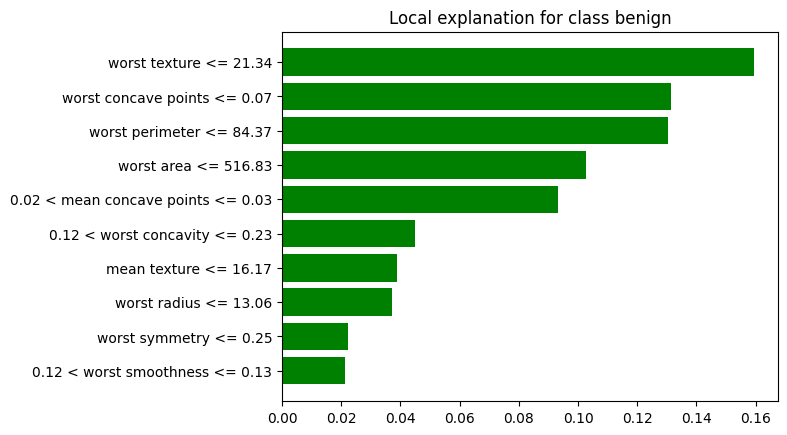 Local explanation for class benign
worst texture <= 21.34
worst concave points <= 0.07
worst perimeter <= 84.37
worst area <= 516.83
0.02 < mean concave points <= 0.03
0.12 < worst concavity <= 0.23
mean texture <= 16.17
worst radius <= 13.06
worst symmetry <= 0.25
0.12 < worst smoothness <= 0.13
0.00 0.02 0.04 0.06 0.08 0.10 0.12 0.14 0.16